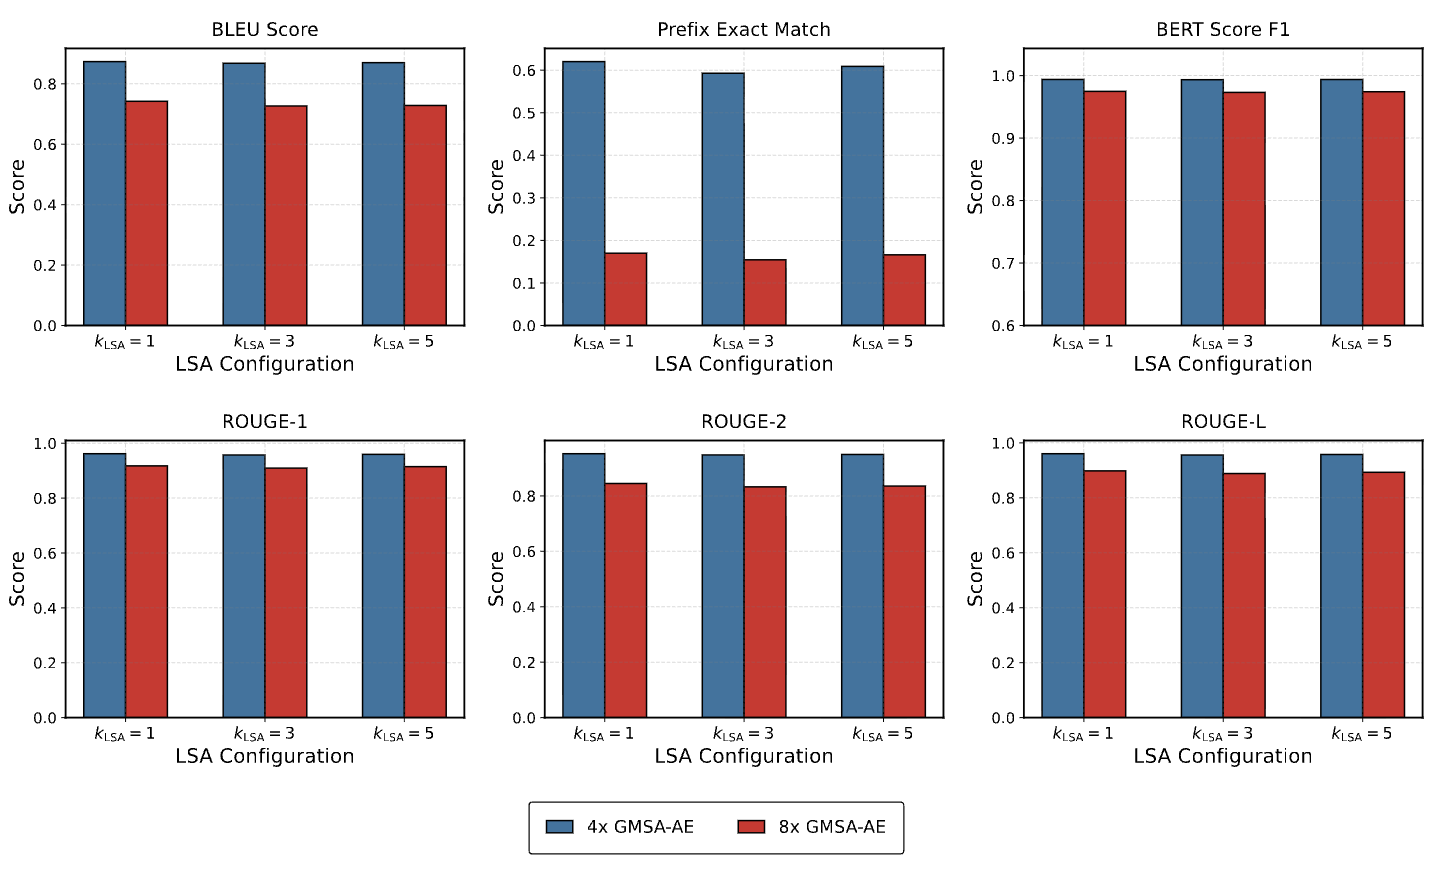 BLEU Score
Score
0.8
0.6
0.4
0.2
0.0
k_LSA = 1
k_LSA = 3
k_LSA = 5
LSA Configuration
Prefix Exact Match
Score
0.6
0.5
0.4
0.3
0.2
0.1
0.0
k_LSA = 1
k_LSA = 3
k_LSA = 5
LSA Configuration
BERT Score F1
Score
1.0
0.9
0.8
0.7
0.6
k_LSA = 1
k_LSA = 3
k_LSA = 5
LSA Configuration
ROUGE-1
Score
1.0
0.8
0.6
0.4
0.2
0.0
k_LSA = 1
k_LSA = 3
k_LSA = 5
LSA Configuration
ROUGE-2
Score
0.8
0.6
0.4
0.2
0.0
k_LSA = 1
k_LSA = 3
k_LSA = 5
LSA Configuration
ROUGE-L
Score
1.0
0.8
0.6
0.4
0.2
0.0
k_LSA = 1
k_LSA = 3
k_LSA = 5
LSA Configuration
4x GMSA-AE
8x GMSA-AE